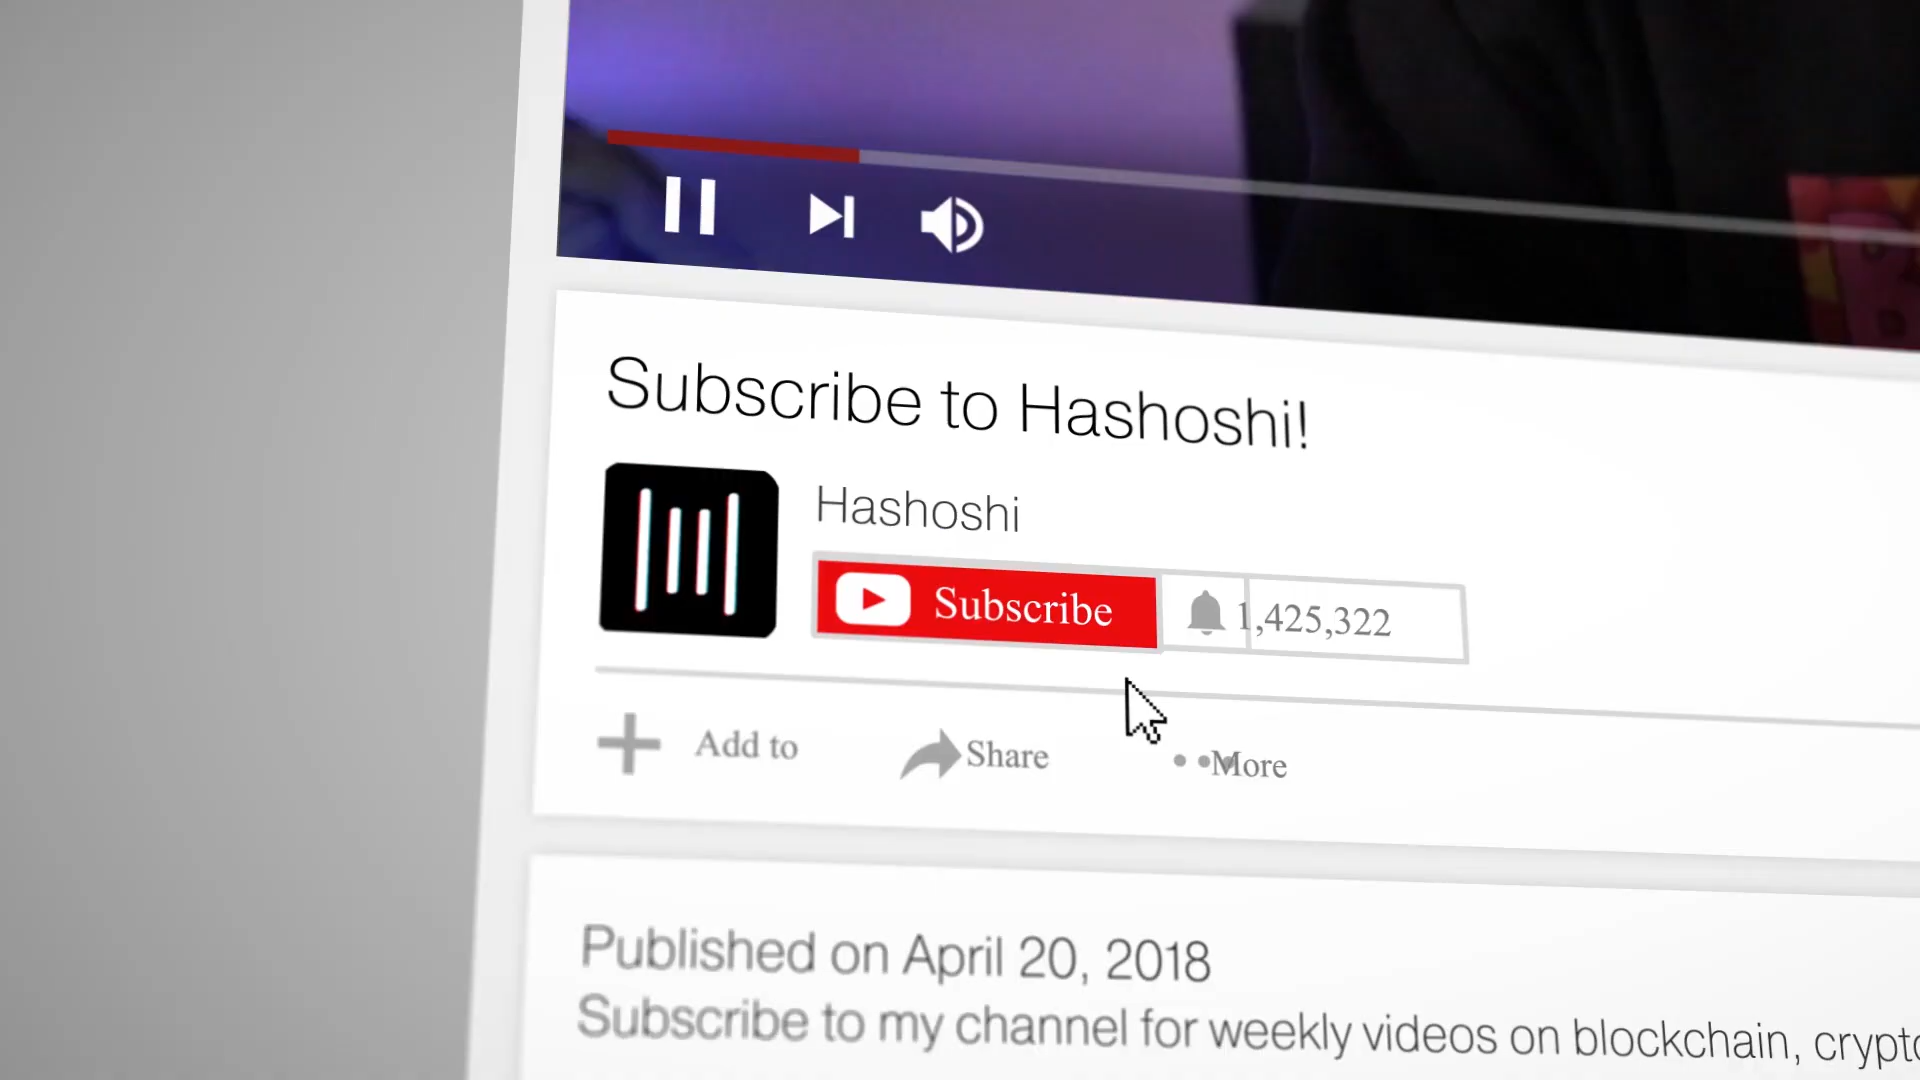 Subscribe to Hashoshi!
Hashoshi
Subscribe 1,425,322
Add to Share More
Published on April 20, 2018
Subscribe to my channel for weekly videos on blockchain,